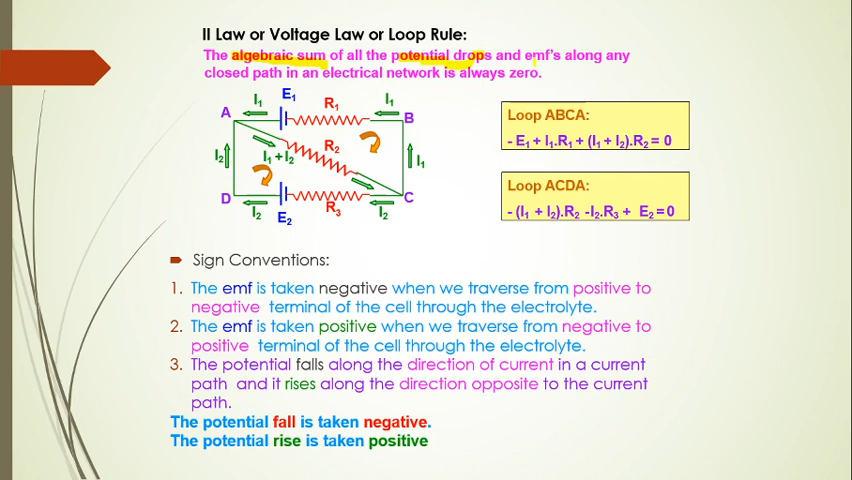 II Law or Voltage Law or Loop Rule:
The algebraic sum of all the potential drops and emf's along any
closed path in an electrical network is always zero.
I₁ E₁ R₁ I₁
A B
I₂ I₁ + I₂ R₂ I₁
D C
I₂ E₂ R₃ I₂
Loop ABCA:
- E₁ + I₁.R₁ + (I₁ + I₂).R₂ = 0
Loop ACDA:
- (I₁ + I₂).R₂ -I₂.R₃ + E₂ =0
Sign Conventions:
1. The emf is taken negative when we traverse from positive to
negative terminal of the cell through the electrolyte.
2. The emf is taken positive when we traverse from negative to
positive terminal of the cell through the electrolyte.
3. The potential falls along the direction of current in a current
path and it rises along the direction opposite to the current
path.
The potential fall is taken negative.
The potential rise is taken positive